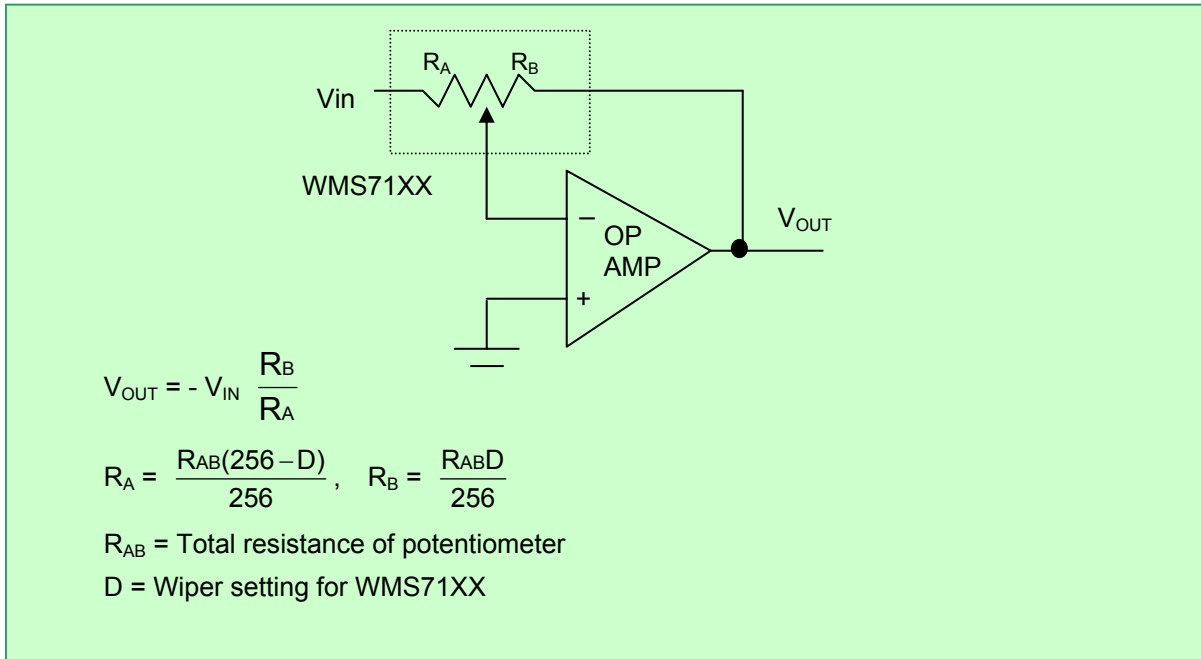 R_A R_B
Vin
WMS71XX
− OP AMP
+
V_OUT
V_OUT = - V_IN R_B / R_A
R_A = R_AB(256 – D) / 256 , R_B = R_ABD / 256
R_AB = Total resistance of potentiometer
D = Wiper setting for WMS71XX